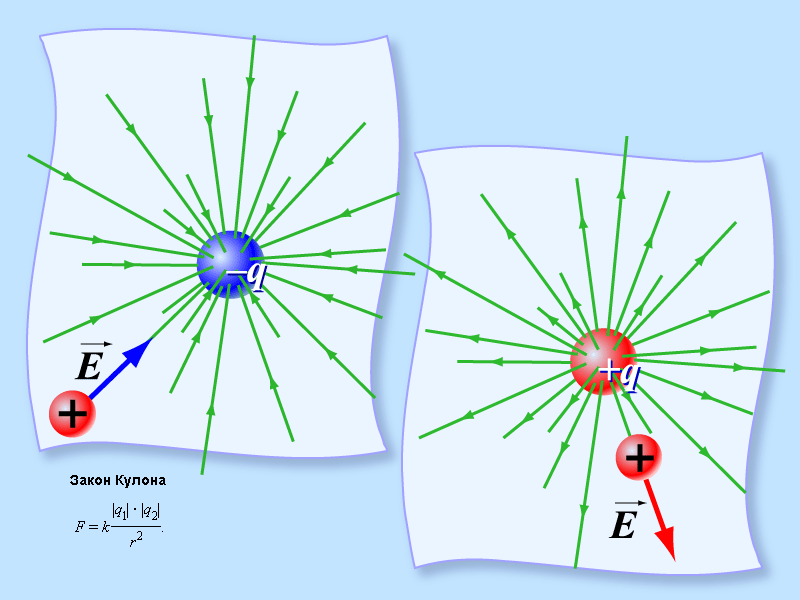 –q
E
+
+q
+
E
Закон Кулона
F = k |q₁| · |q₂| / r².